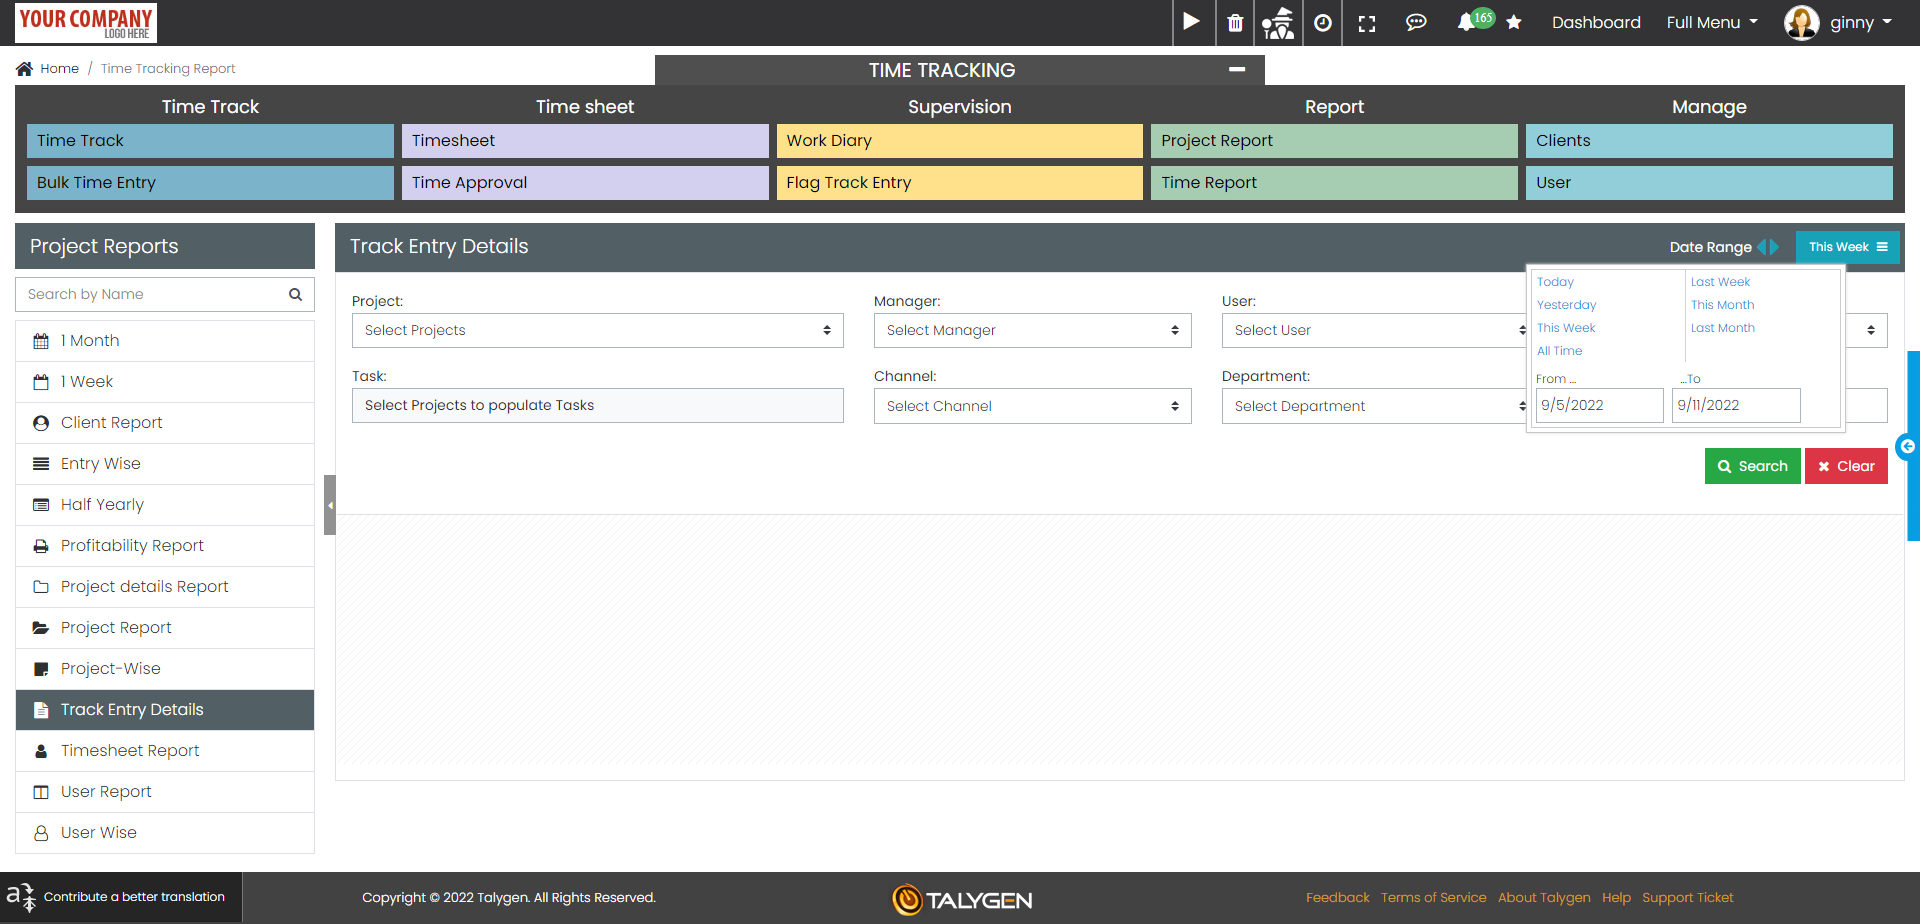 YOUR COMPANY
LOGO HERE
165
Dashboard
Full Menu
ginny
Home / Time Tracking Report
TIME TRACKING
Time Track
Time sheet
Supervision
Report
Manage
Time Track
Timesheet
Work Diary
Project Report
Clients
Bulk Time Entry
Time Approval
Flag Track Entry
Time Report
User
Project Reports
Search by Name
1 Month
1 Week
Client Report
Entry Wise
Half Yearly
Profitability Report
Project details Report
Project Report
Project-Wise
Track Entry Details
Timesheet Report
User Report
User Wise
Track Entry Details
Date Range
This Week
Project:
Manager:
User:
Select Projects
Select Manager
Select User
Task:
Channel:
Department:
Select Projects to populate Tasks
Select Channel
Select Department
Today
Last Week
Yesterday
This Month
This Week
Last Month
All Time
From ...
...To
9/5/2022
9/11/2022
Search
Clear
Contribute a better translation
Copyright © 2022 Talygen. All Rights Reserved.
TALYGEN
Feedback
Terms of Service
About Talygen
Help
Support Ticket